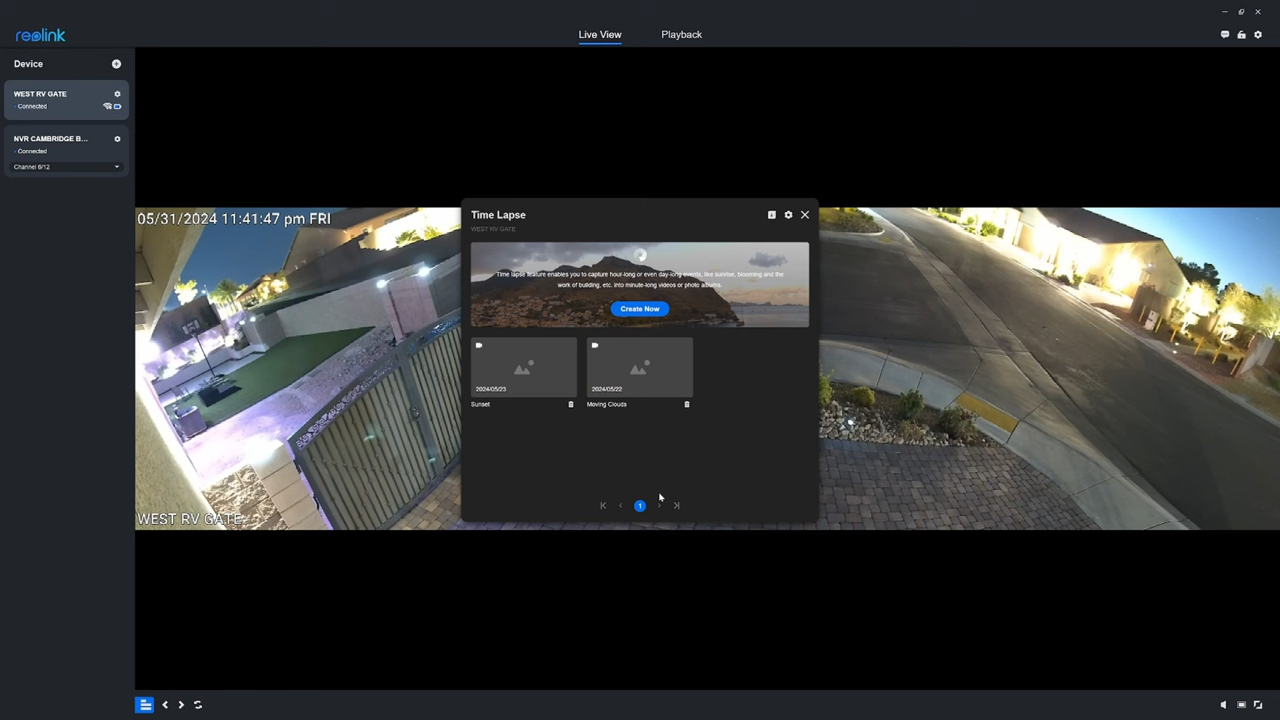 reolink
Live View
Playback
Device
WEST RV GATE
Connected
NVR CAMBRIDGE B...
Connected
Channel 6/12
05/31/2024 11:41:47 pm FRI
WEST RV GATE
Time Lapse
WEST RV GATE
Time lapse feature enables you to capture hour-long or even day-long events, like sunrise, blooming and the
work of building, etc. into minute-long videos or photo albums.
Create Now
2024/05/23
Sunset
2024/05/22
Moving Clouds
1